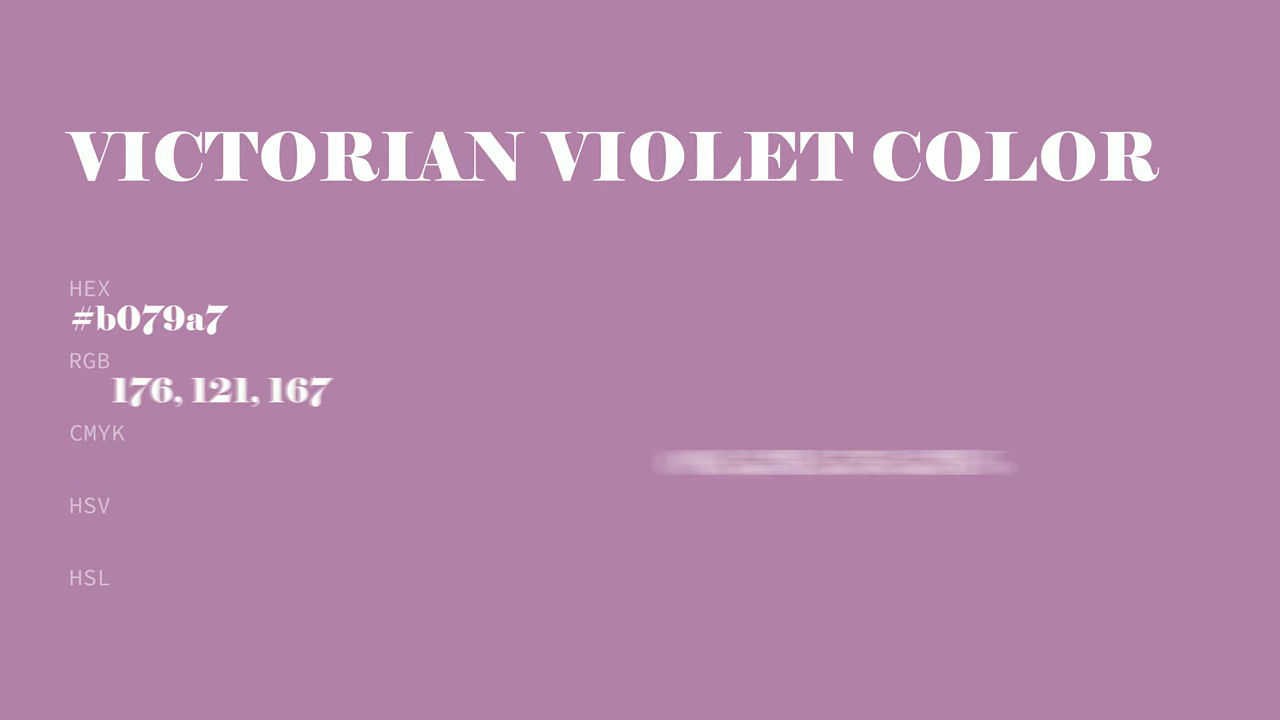 VICTORIAN VIOLET COLOR
HEX
#b079a7
RGB
176, 121, 167
CMYK
HSV
HSL